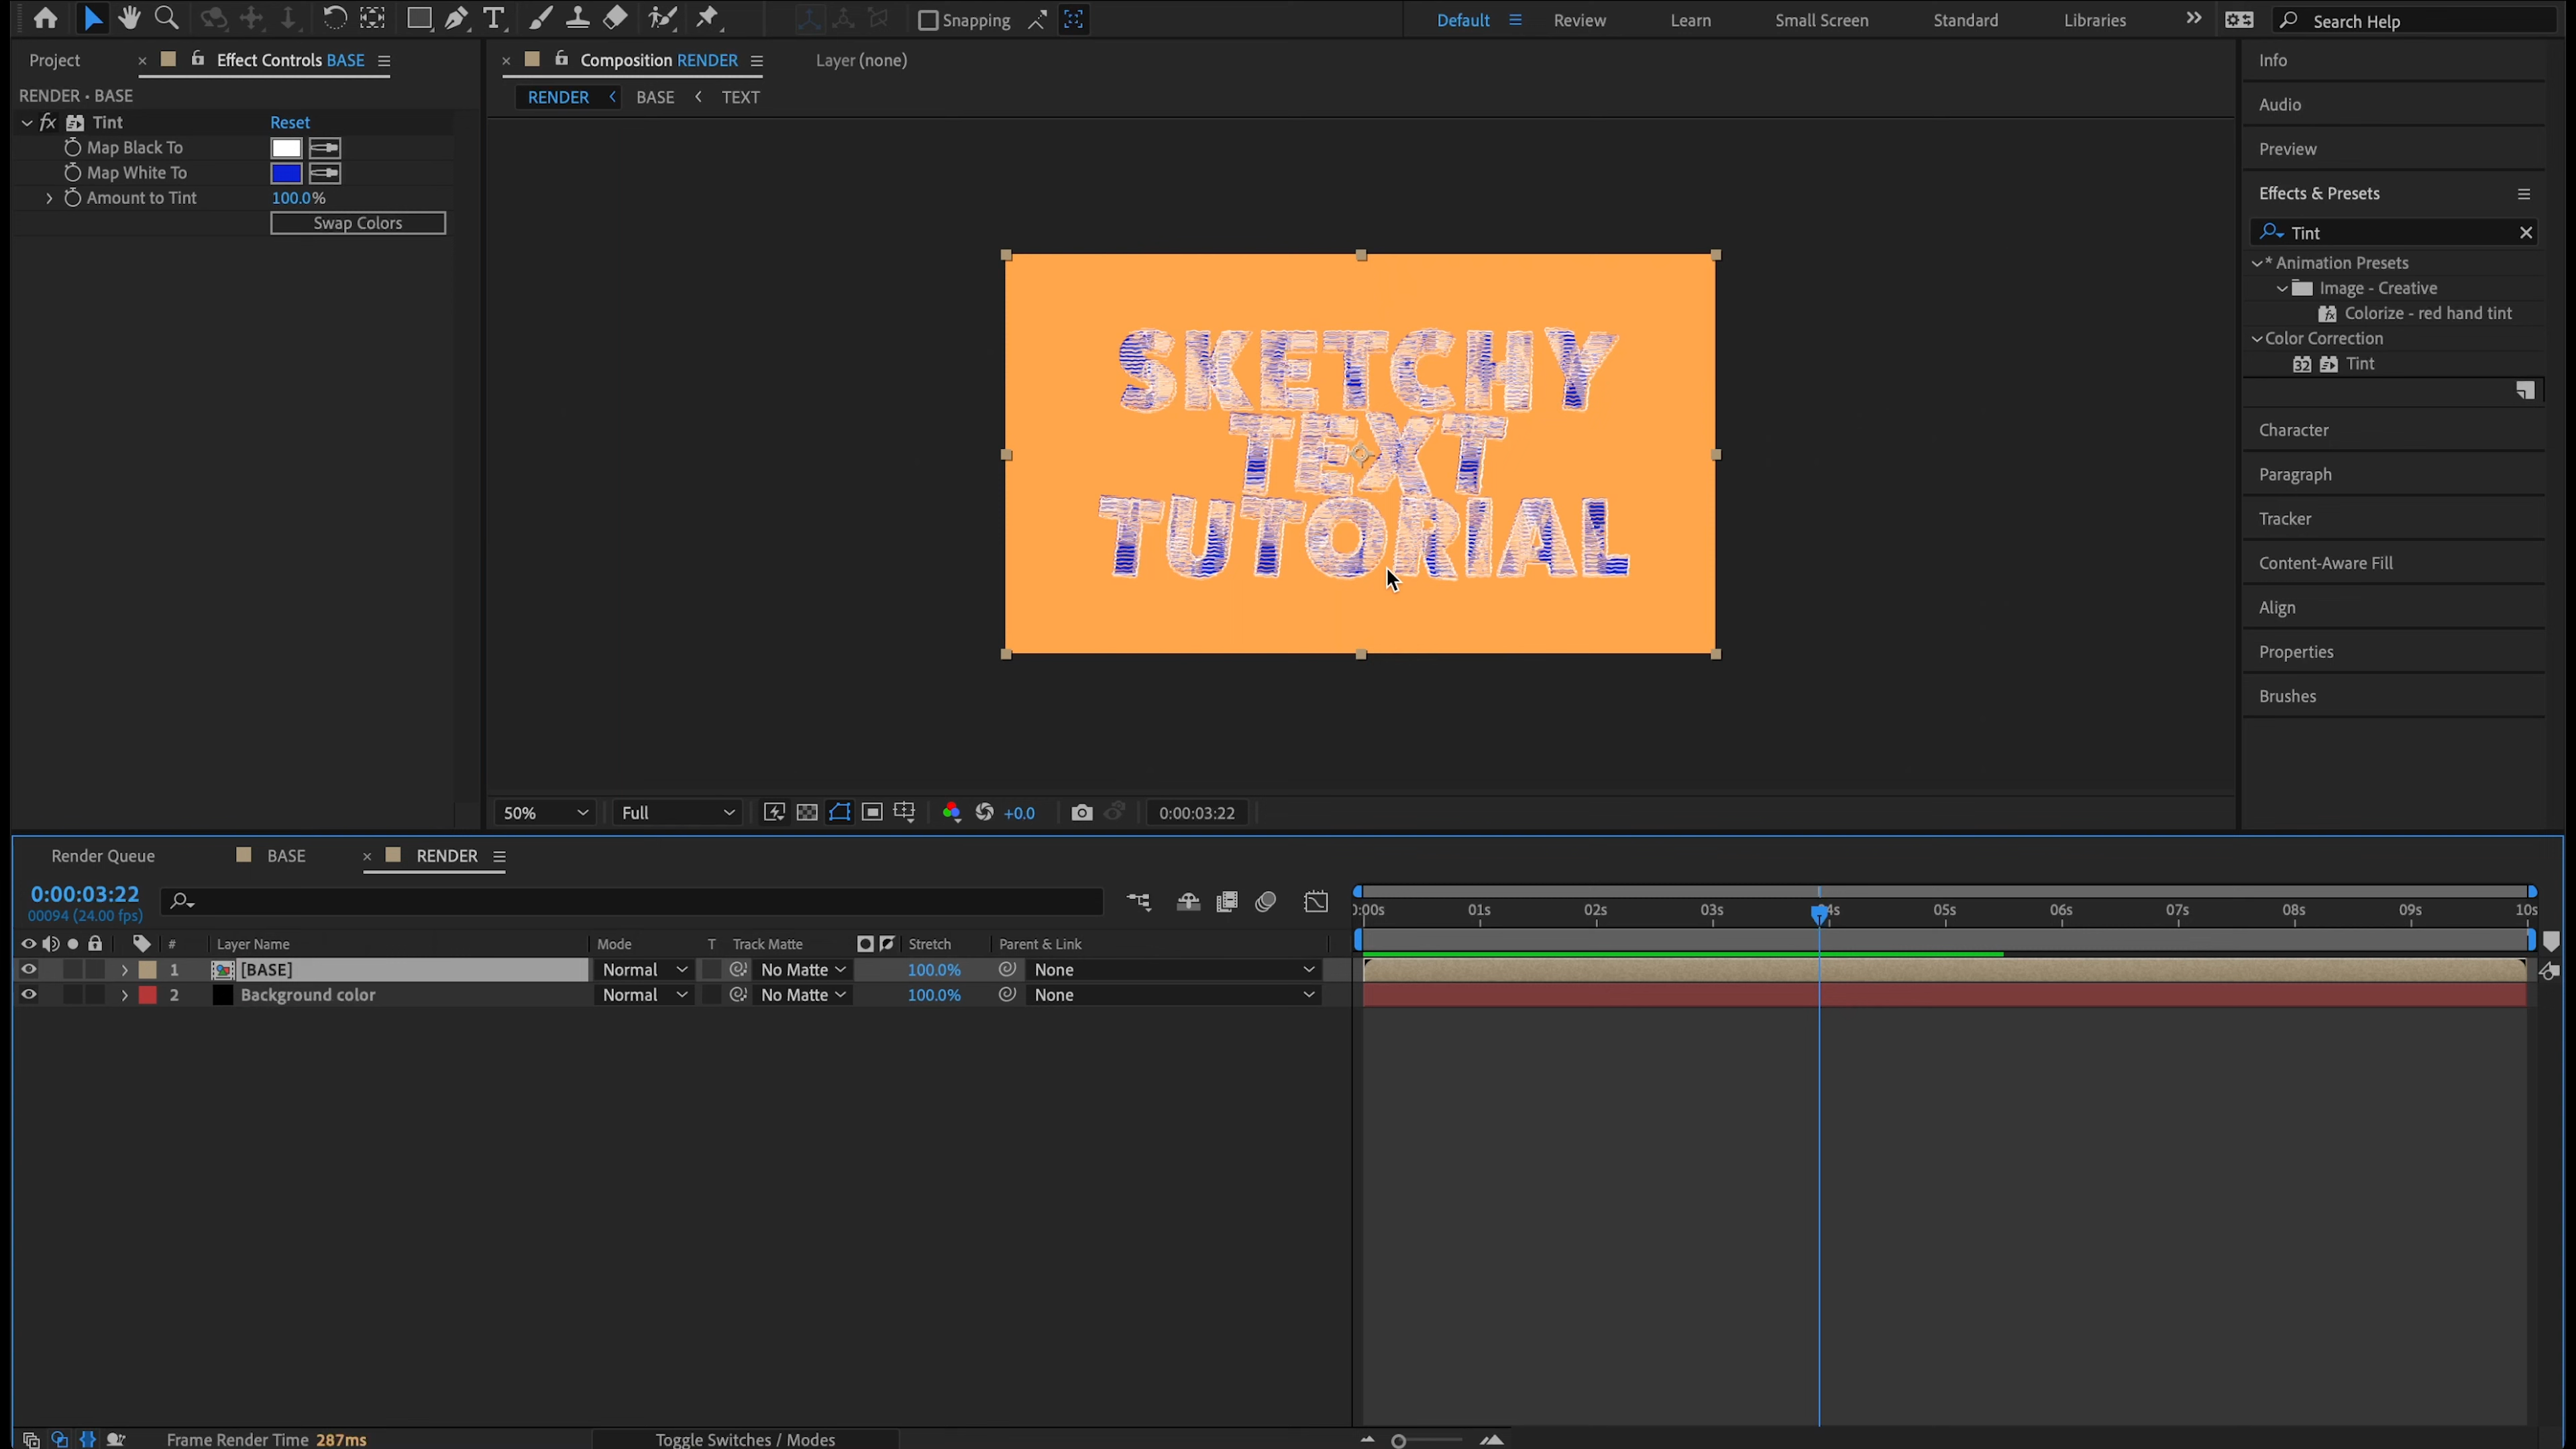 Snapping
Default
Review
Learn
Small Screen
Standard
Libraries
Search Help
Project
Effect Controls BASE
Composition RENDER
Layer (none)
RENDER • BASE
RENDER
BASE
TEXT
fx Tint
Reset
Map Black To
Map White To
Amount to Tint
100.0%
Swap Colors
SKETCHY
TEXT
TUTORIAL
Info
Audio
Preview
Effects & Presets
Tint
* Animation Presets
Image - Creative
Colorize - red hand tint
Color Correction
32 Tint
Character
Paragraph
Tracker
Content-Aware Fill
Align
Properties
Brushes
50%
Full
+0.0
0:00:03:22
Render Queue
BASE
RENDER
0:00:03:22
00094 (24.00 fps)
):00s 01s 02s 03s 04s 05s 06s 07s 08s 09s 10s
# Layer Name Mode T Track Matte Stretch Parent & Link
1 [BASE] Normal No Matte 100.0% None
2 Background color Normal No Matte 100.0% None
Frame Render Time 287ms
Toggle Switches / Modes